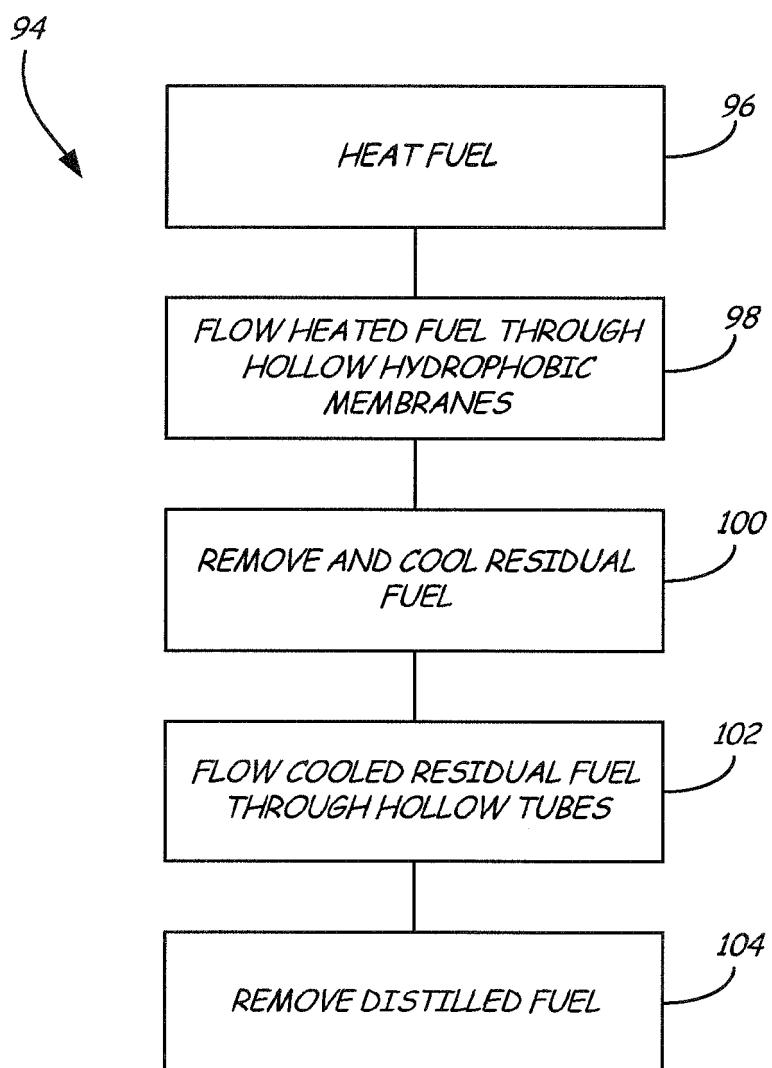 94
96
HEAT FUEL
98
FLOW HEATED FUEL THROUGH
HOLLOW HYDROPHOBIC
MEMBRANES
100
REMOVE AND COOL RESIDUAL
FUEL
102
FLOW COOLED RESIDUAL FUEL
THROUGH HOLLOW TUBES
104
REMOVE DISTILLED FUEL